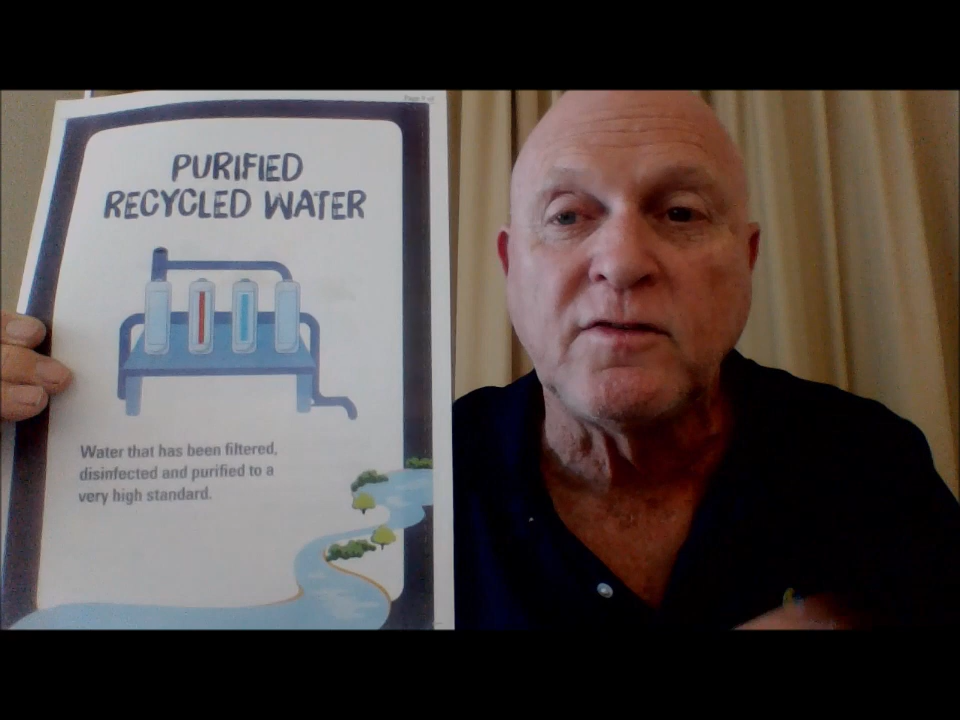 PURIFIED
RECYCLED WATER
Water that has been filtered,
disinfected and purified to a
very high standard.